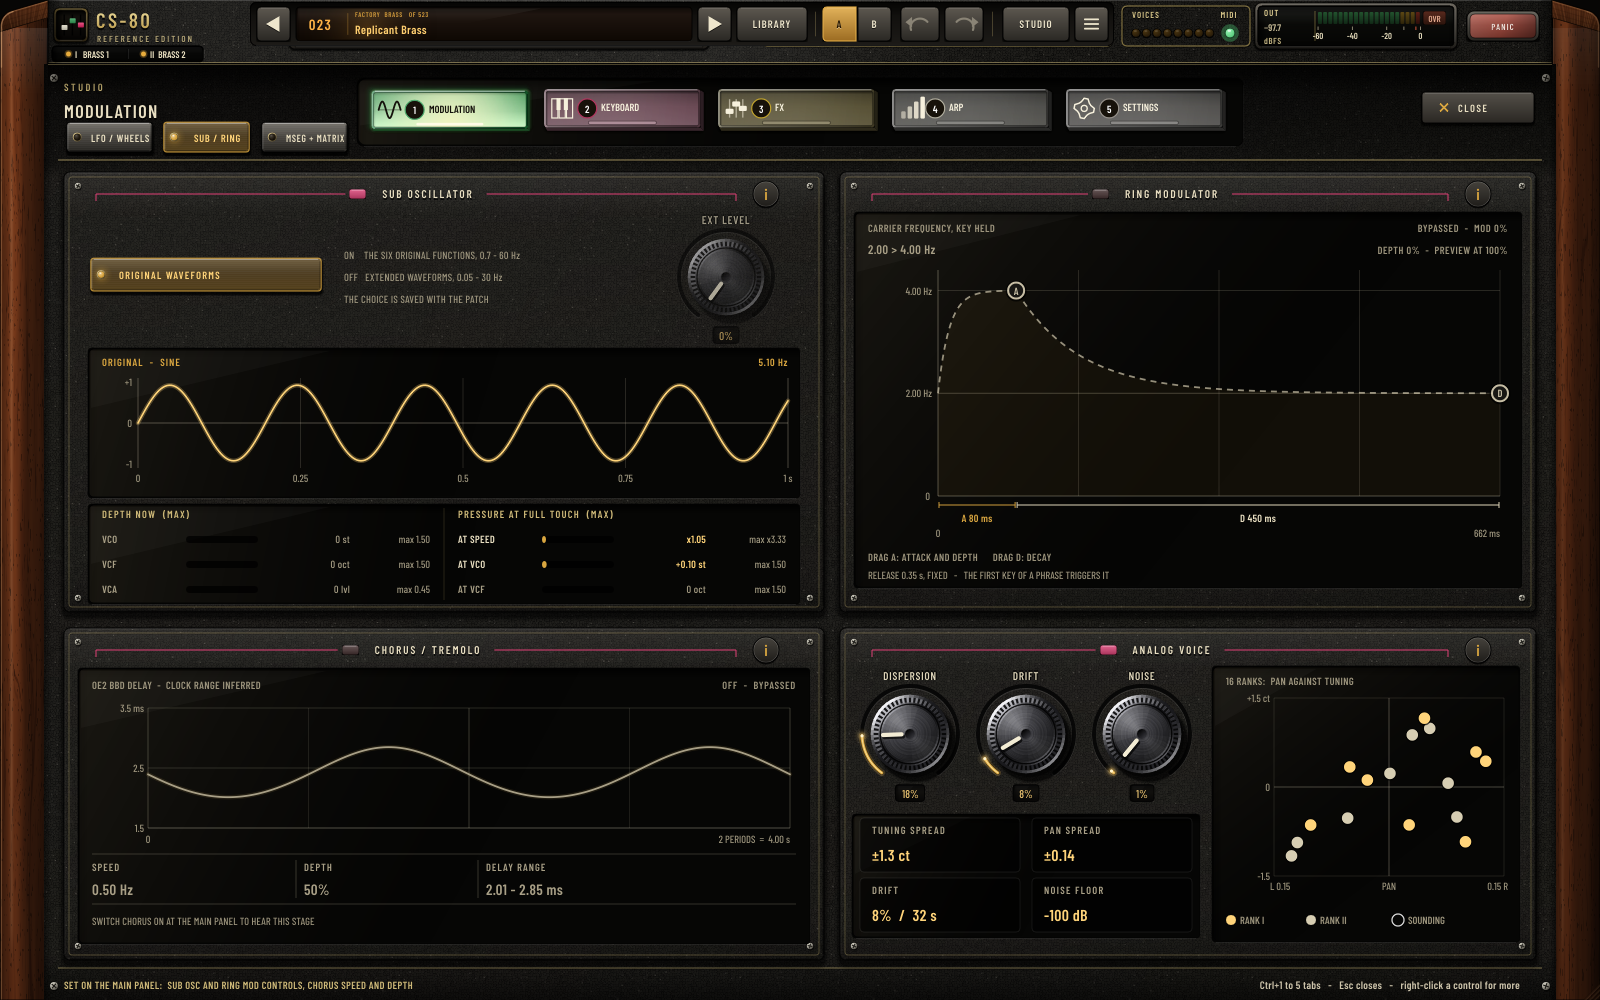 CS-80
REFERENCE EDITION
I BRASS 1
II BRASS 2
023
FACTORY BRASS OF 523
Replicant Brass
LIBRARY
A
B
STUDIO
VOICES
MIDI
OUT
-97.7
dBFS
-60
-40
-20
0
OVR
PANIC
STUDIO
MODULATION
LFO / WHEELS
SUB / RING
MSEG + MATRIX
1 MODULATION
2 KEYBOARD
3 FX
4 ARP
5 SETTINGS
CLOSE
SUB OSCILLATOR
i
ORIGINAL WAVEFORMS
ON THE SIX ORIGINAL FUNCTIONS, 0.7 - 60 Hz
OFF EXTENDED WAVEFORMS, 0.05 - 30 Hz
THE CHOICE IS SAVED WITH THE PATCH
EXT LEVEL
0%
ORIGINAL - SINE
5.10 Hz
+1
0
-1
0
0.25
0.5
0.75
1 s
DEPTH NOW (MAX)
VCO 0 st max 1.50
VCF 0 oct max 1.50
VCA 0 lvl max 0.45
PRESSURE AT FULL TOUCH (MAX)
AT SPEED x1.05 max x3.33
AT VCO +0.10 st max 1.50
AT VCF 0 oct max 1.50
RING MODULATOR
i
CARRIER FREQUENCY, KEY HELD
BYPASSED - MOD 0%
2.00 > 4.00 Hz
DEPTH 0% - PREVIEW AT 100%
4.00 Hz
A
2.00 Hz
D
0
A 80 ms
D 450 ms
0
662 ms
DRAG A: ATTACK AND DEPTH DRAG D: DECAY
RELEASE 0.35 s, FIXED - THE FIRST KEY OF A PHRASE TRIGGERS IT
CHORUS / TREMOLO
i
OE2 BBD DELAY - CLOCK RANGE INFERRED
OFF - BYPASSED
3.5 ms
2.5
1.5
0
2 PERIODS = 4.00 s
SPEED
0.50 Hz
DEPTH
50%
DELAY RANGE
2.01 - 2.85 ms
SWITCH CHORUS ON AT THE MAIN PANEL TO HEAR THIS STAGE
ANALOG VOICE
i
DISPERSION
DRIFT
NOISE
18%
8%
1%
TUNING SPREAD
±1.3 ct
PAN SPREAD
±0.14
DRIFT
8% / 32 s
NOISE FLOOR
-100 dB
16 RANKS: PAN AGAINST TUNING
+1.5 ct
0
-1.5
L 0.15
PAN
0.15 R
RANK I
RANK II
SOUNDING
SET ON THE MAIN PANEL: SUB OSC AND RING MOD CONTROLS, CHORUS SPEED AND DEPTH
Ctrl+1 to 5 tabs - Esc closes - right-click a control for more